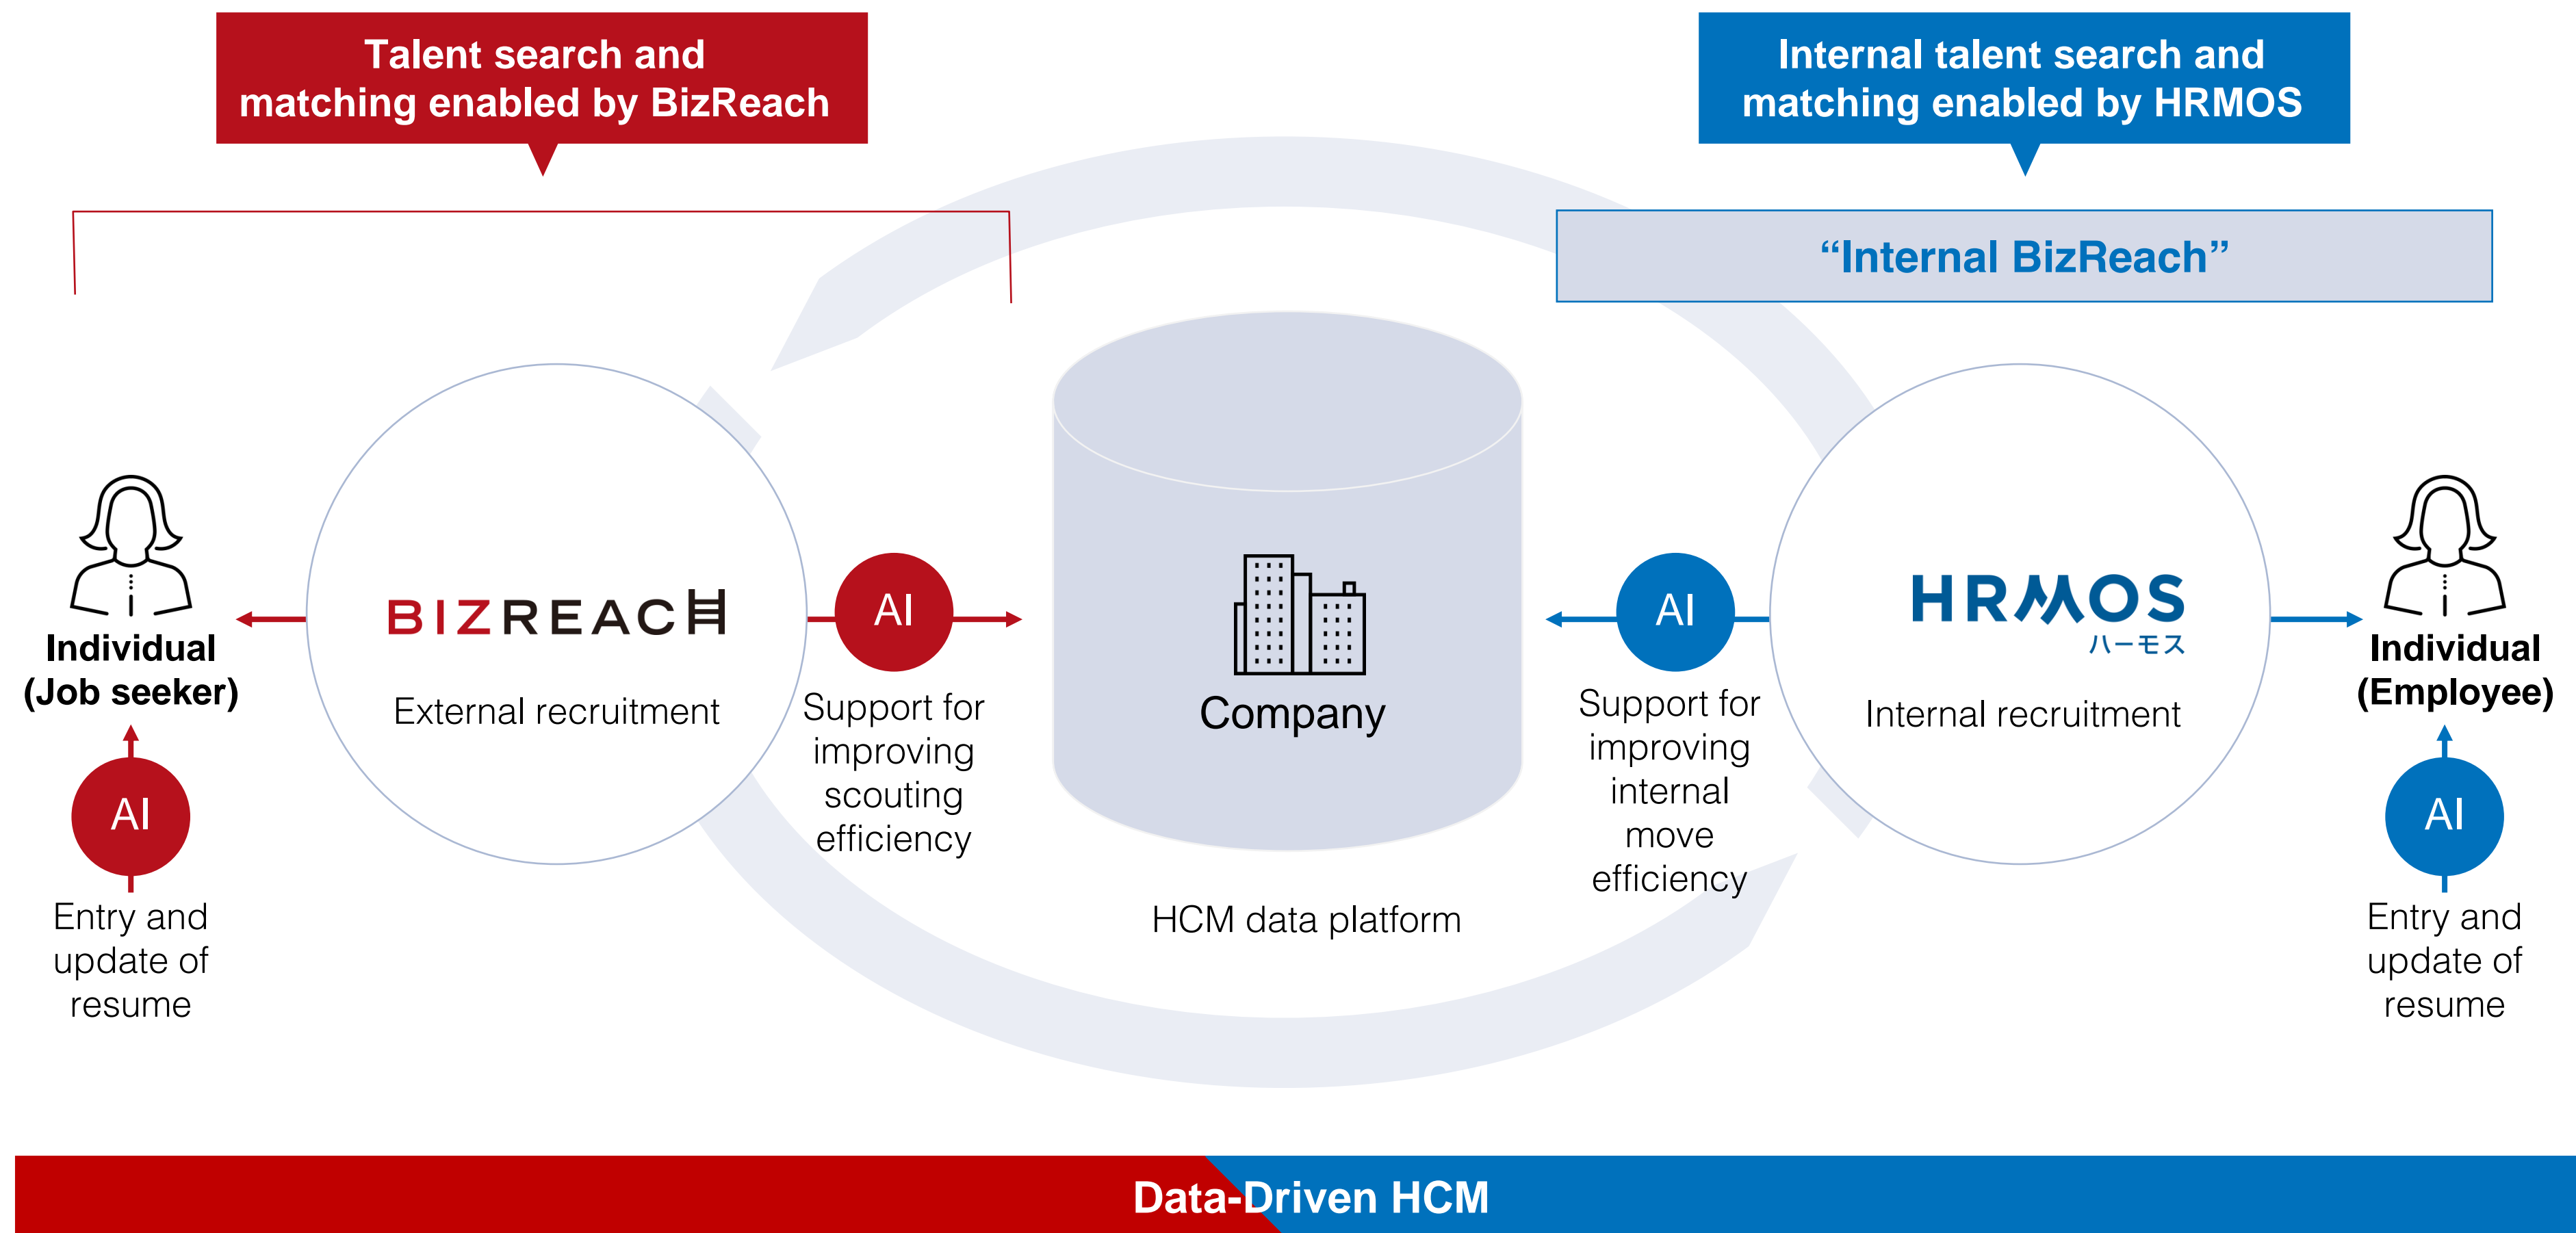 Talent search and
matching enabled by BizReach
Internal talent search and
matching enabled by HRMOS
“Internal BizReach”
Individual
(Job seeker)
AI
Entry and
update of
resume
BIZREACH
External recruitment
AI
Support for
improving
scouting
efficiency
Company
HCM data platform
AI
Support for
improving
internal
move
efficiency
HRMOS
ハーモス
Internal recruitment
Individual
(Employee)
AI
Entry and
update of
resume
Data-Driven HCM